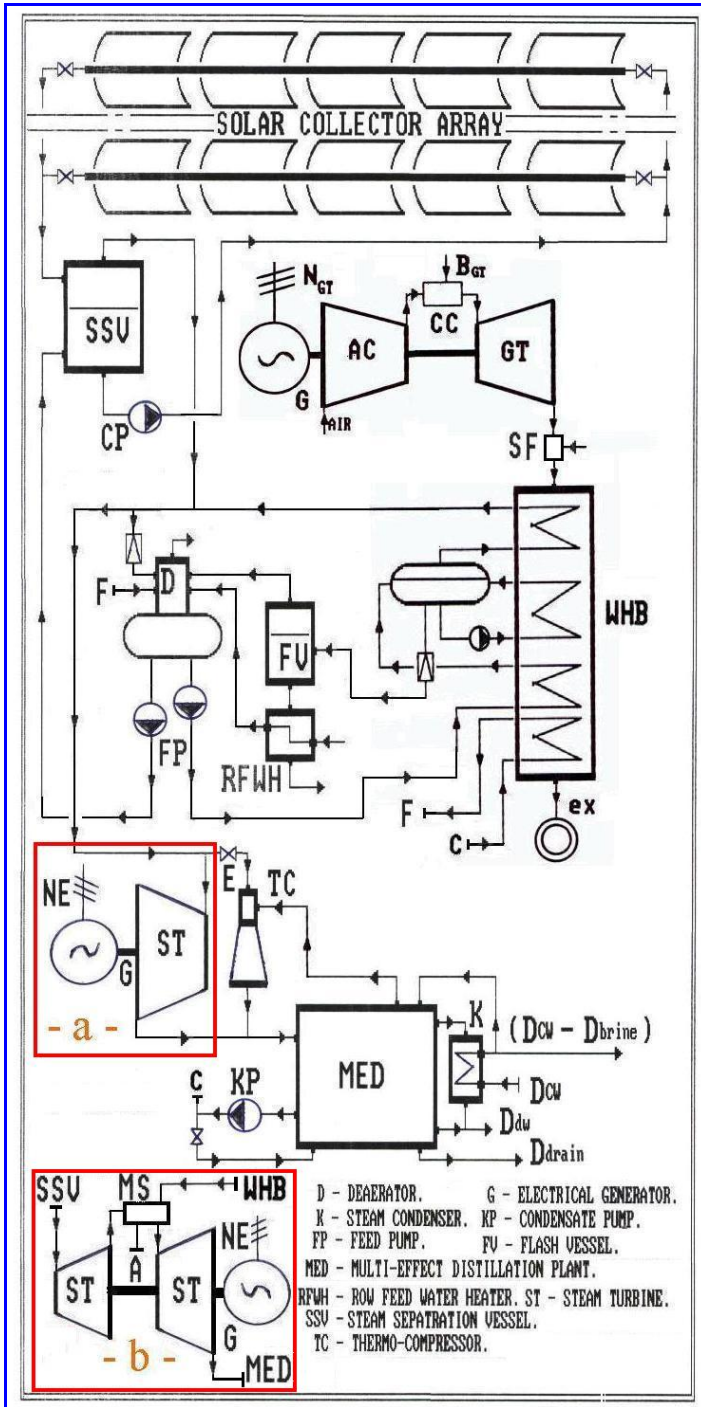 SOLAR COLLECTOR ARRAY
SSV
CP
N GT
B GT
CC
AC
GT
G
AIR
SF
WHB
D
F
FV
FP
RFWH
F
C
ex
NE
ST
G
- a -
E
TC
MED
K
(Dcw - Dbrine)
Dcw
Ddw
Ddrain
C
KP
SSV
MS
WHB
NE
A
ST
ST
G
- b -
MED
D - DEAERATOR. G - ELECTRICAL GENERATOR.
K - STEAM CONDENSER. KP - CONDENSATE PUMP.
FP - FEED PUMP. FV - FLASH VESSEL.
MED - MULTI-EFFECT DISTILLATION PLANT.
RFWH - ROW FEED WATER HEATER. ST - STEAM TURBINE.
SSV - STEAM SEPATRATION VESSEL.
TC - THERMO-COMPRESSOR.